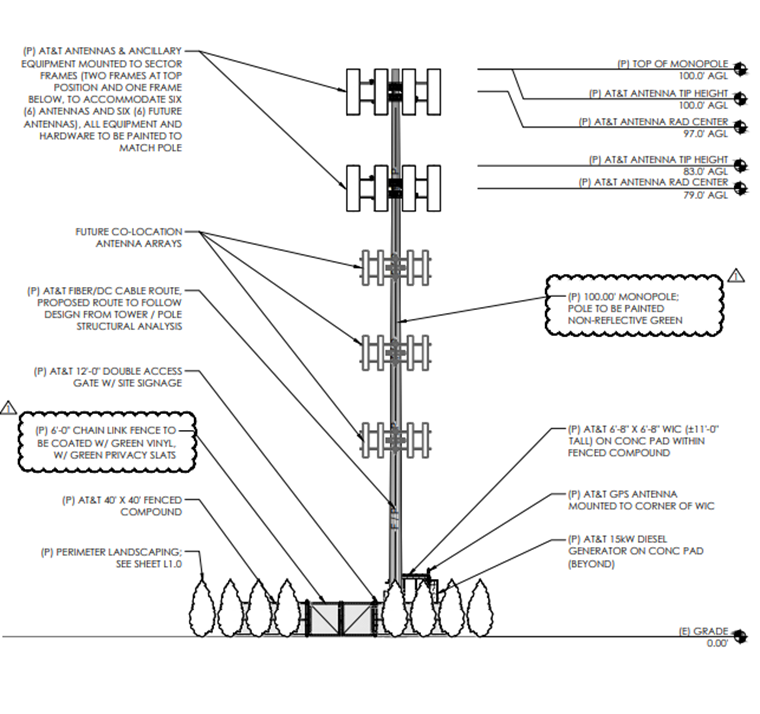 (P) AT&T ANTENNAS & ANCILLARY
EQUIPMENT MOUNTED TO SECTOR
FRAMES (TWO FRAMES AT TOP
POSITION AND ONE FRAME
BELOW, TO ACCOMMODATE SIX
(6) ANTENNAS AND SIX (6) FUTURE
ANTENNAS), ALL EQUIPMENT AND
HARDWARE TO BE PAINTED TO
MATCH POLE
FUTURE CO-LOCATION
ANTENNA ARRAYS
(P) AT&T FIBER/DC CABLE ROUTE,
PROPOSED ROUTE TO FOLLOW
DESIGN FROM TOWER / POLE
STRUCTURAL ANALYSIS
(P) AT&T 12'-0" DOUBLE ACCESS
GATE W/ SITE SIGNAGE
1
(P) 6'-0" CHAIN LINK FENCE TO
BE COATED W/ GREEN VINYL,
W/ GREEN PRIVACY SLATS
(P) AT&T 40' X 40' FENCED
COMPOUND
(P) PERIMETER LANDSCAPING;
SEE SHEET L1.0
(P) TOP OF MONOPOLE
100.0' AGL
(P) AT&T ANTENNA TIP HEIGHT
100.0' AGL
(P) AT&T ANTENNA RAD CENTER
97.0' AGL
(P) AT&T ANTENNA TIP HEIGHT
83.0' AGL
(P) AT&T ANTENNA RAD CENTER
79.0' AGL
1
(P) 100.00' MONOPOLE;
POLE TO BE PAINTED
NON-REFLECTIVE GREEN
(P) AT&T 6'-8" X 6'-8" WIC (±11'-0"
TALL) ON CONC PAD WITHIN
FENCED COMPOUND
(P) AT&T GPS ANTENNA
MOUNTED TO CORNER OF WIC
(P) AT&T 15kW DIESEL
GENERATOR ON CONC PAD
(BEYOND)
(E) GRADE
0.00'